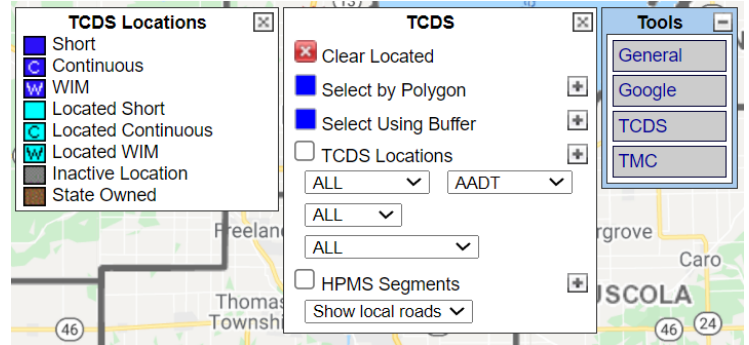 TCDS Locations
Short
C Continuous
W WIM
Located Short
C Located Continuous
W Located WIM
Inactive Location
State Owned
TCDS
Clear Located
Select by Polygon
Select Using Buffer
TCDS Locations
ALL AADT
ALL
ALL
HPMS Segments
Show local roads
Tools
General
Google
TCDS
TMC
Freelan
Thomas
Townshi
46
rgrove
Caro
USCOLA
46 24